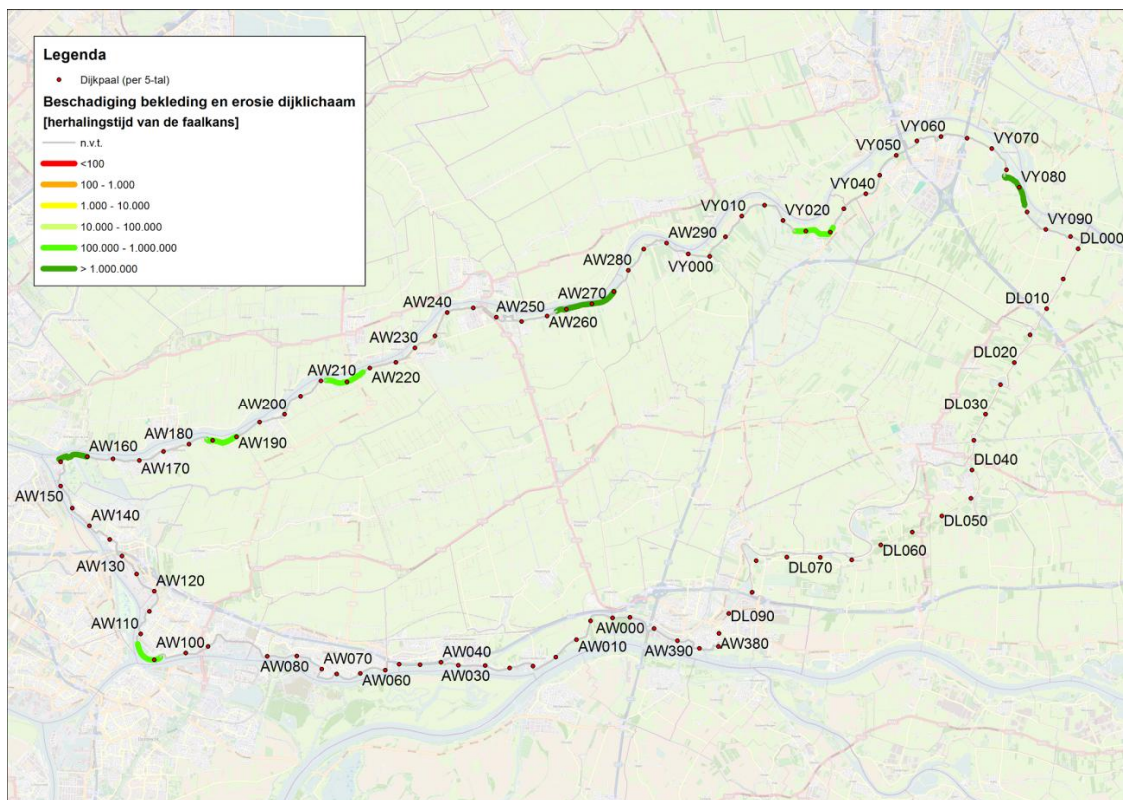 Legenda
Dijkpaal (per 5-tal)
Beschadiging bekleding en erosie dijklichaam
[herhalingstijd van de faalkans]
n.v.t.
<100
100 - 1.000
1.000 - 10.000
10.000 - 100.000
100.000 - 1.000.000
> 1.000.000
VY060
VY050
VY070
VY080
VY040
VY010
VY020
VY090
AW290
DL000
VY000
AW280
AW270
DL010
AW240
AW250
AW260
AW230
DL020
AW210
AW220
AW200
DL030
AW180
AW190
AW160
AW170
DL040
AW150
AW140
DL050
DL060
AW130
DL070
AW120
DL090
AW110
AW000
AW100
AW010
AW390
AW380
AW040
AW070
AW080
AW030
AW060